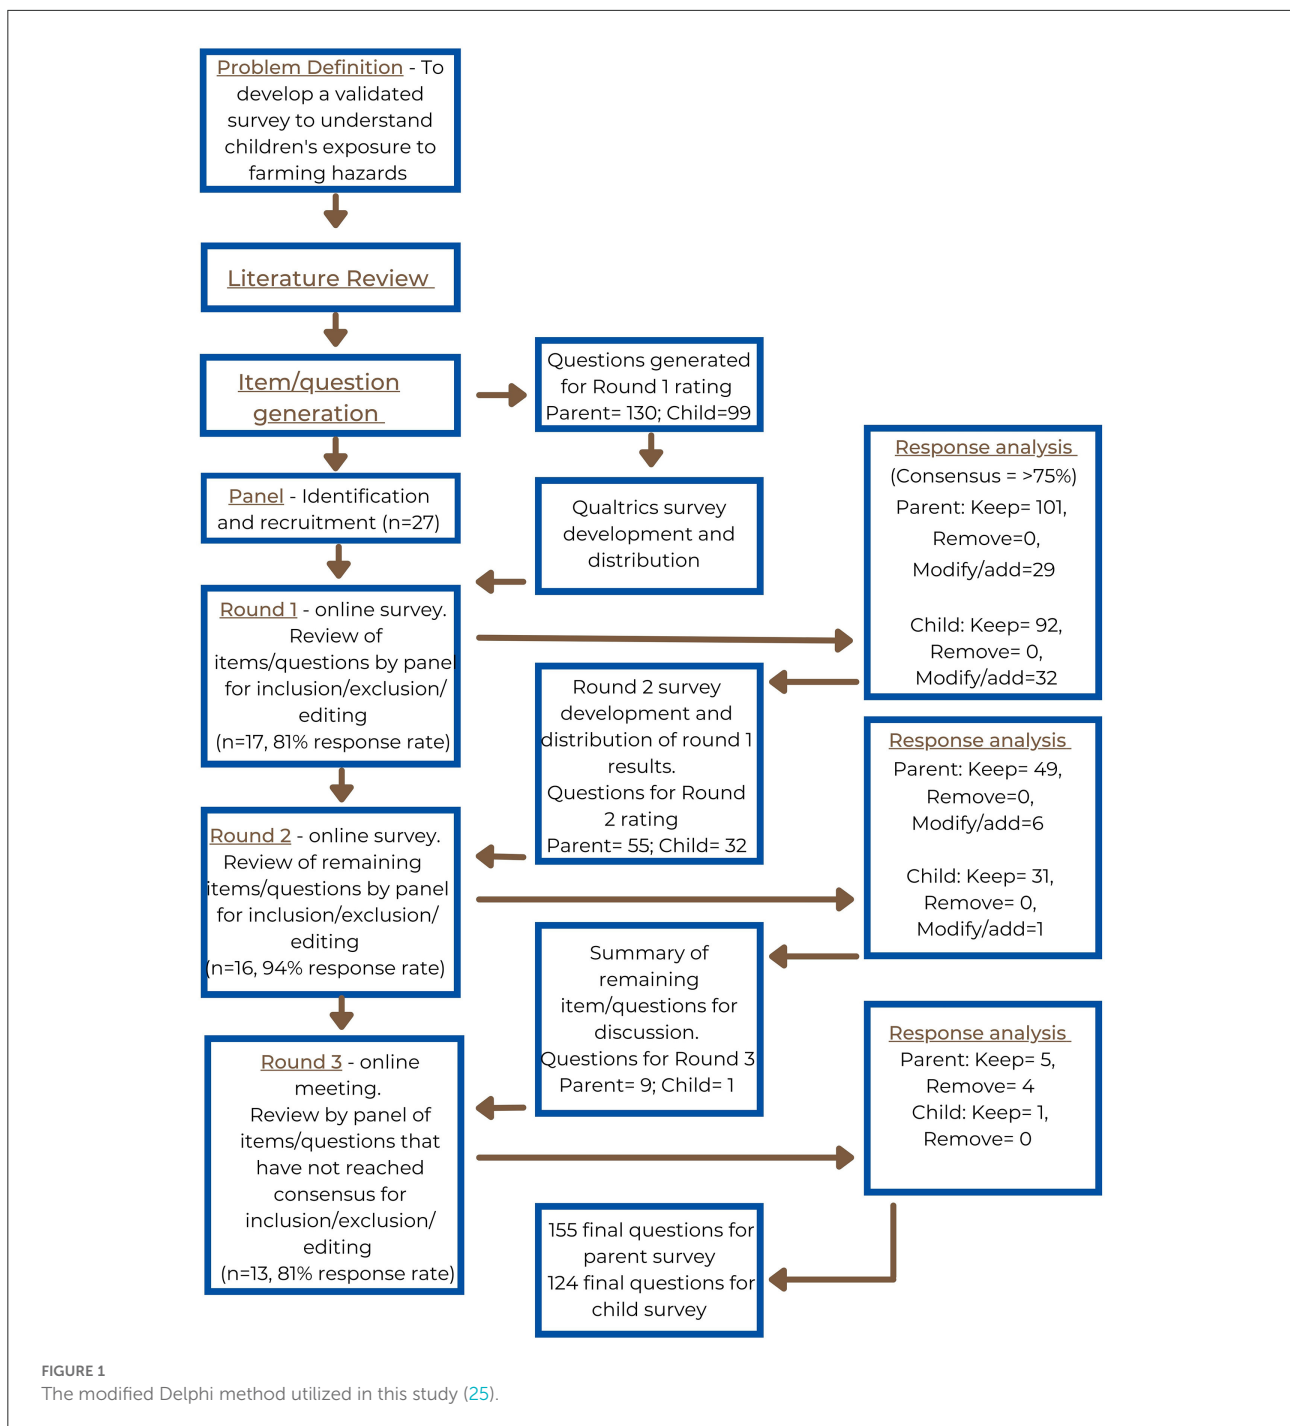 Problem Definition - To
develop a validated
survey to understand
children's exposure to
farming hazards
Literature Review
Item/question
generation
Questions generated
for Round 1 rating
Parent= 130; Child=99
Panel - Identification
and recruitment (n=27)
Qualtrics survey
development and
distribution
Round 1 - online survey.
Review of
items/questions by panel
for inclusion/exclusion/
editing
(n=17, 81% response rate)
Response analysis
(Consensus = >75%)
Parent: Keep= 101,
Remove=0,
Modify/add=29
Child: Keep= 92,
Remove= 0,
Modify/add=32
Round 2 survey
development and
distribution of round 1
results.
Questions for Round
2 rating
Parent= 55; Child= 32
Round 2 - online survey.
Review of remaining
items/questions by panel
for inclusion/exclusion/
editing
(n=16, 94% response rate)
Response analysis
Parent: Keep= 49,
Remove=0,
Modify/add=6
Child: Keep= 31,
Remove= 0,
Modify/add=1
Summary of
remaining
item/questions for
discussion.
Questions for Round 3
Parent= 9; Child= 1
Round 3 - online
meeting.
Review by panel of
items/questions that
have not reached
consensus for
inclusion/exclusion/
editing
(n=13, 81% response rate)
Response analysis
Parent: Keep= 5,
Remove= 4
Child: Keep= 1,
Remove= 0
155 final questions for
parent survey
124 final questions for
child survey
FIGURE 1
The modified Delphi method utilized in this study (25).